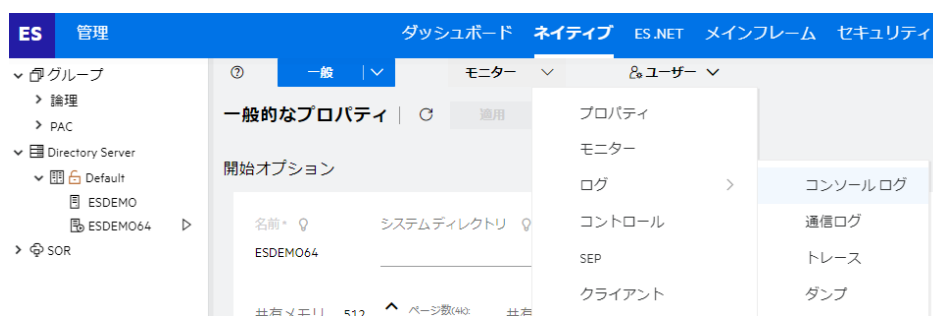 ES 管理 ダッシュボード ネイティブ ES .NET メインフレーム セキュリティ
グループ
論理
PAC
Directory Server
Default
ESDEMO
ESDEMO64
SOR
一般 モニター ユーザー
一般的なプロパティ 適用
開始オプション
名前* システムディレクトリ
ESDEMO64
共有メモリ 512 ページ数(4k): 共有
プロパティ
モニター
ログ
コントロール
SEP
クライアント
コンソール ログ
通信ログ
トレース
ダンプ